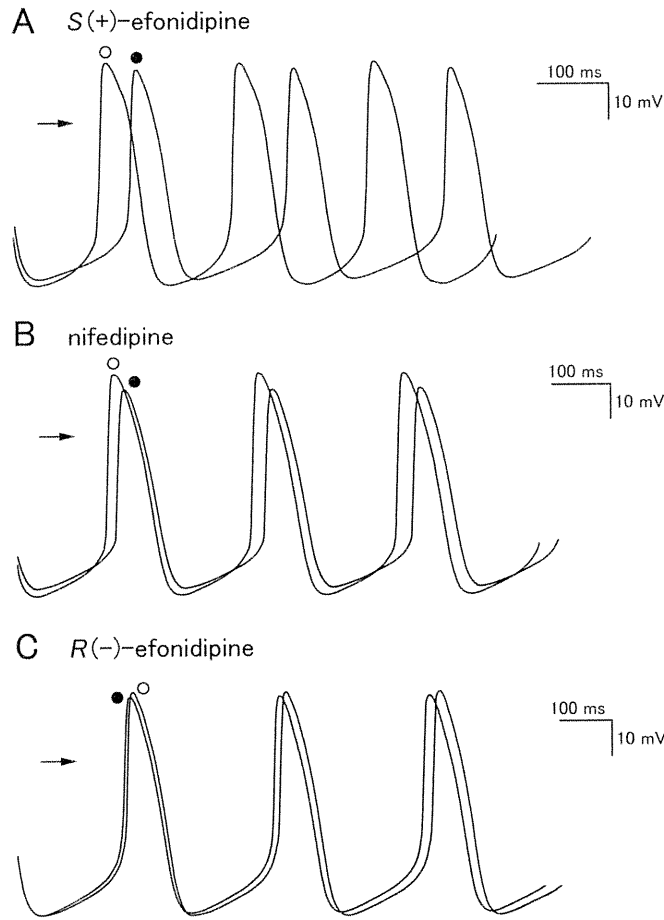 A S(+)-efonidipine
100 ms
10 mV
B nifedipine
100 ms
10 mV
C R(-)-efonidipine
100 ms
10 mV